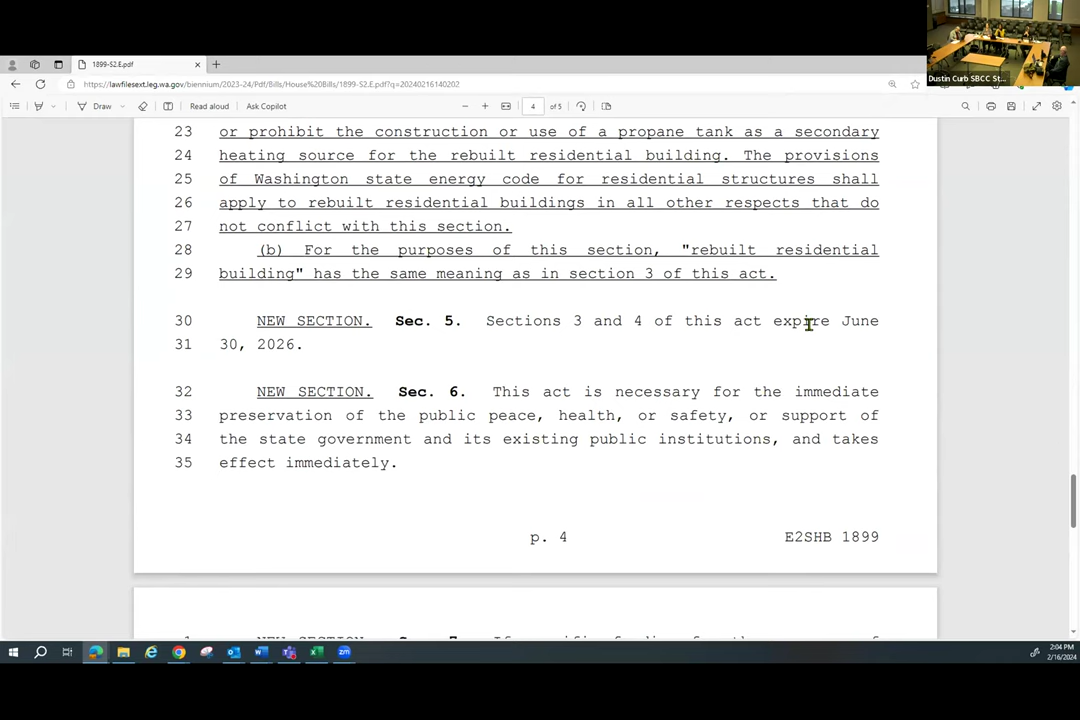 1899-S2.E.pdf
https://lawfilesext.leg.wa.gov/biennium/2023-24/Pdf/Bills/House%20Bills/1899-S2.E.pdf?q=20240216140202
Draw
Read aloud
Ask Copilot
4 of 5
Dustin Curb SBCC St...
23 or prohibit the construction or use of a propane tank as a secondary
24 heating source for the rebuilt residential building. The provisions
25 of Washington state energy code for residential structures shall
26 apply to rebuilt residential buildings in all other respects that do
27 not conflict with this section.
28 (b) For the purposes of this section, "rebuilt residential
29 building" has the same meaning as in section 3 of this act.
30 NEW SECTION. Sec. 5. Sections 3 and 4 of this act expire June
31 30, 2026.
32 NEW SECTION. Sec. 6. This act is necessary for the immediate
33 preservation of the public peace, health, or safety, or support of
34 the state government and its existing public institutions, and takes
35 effect immediately.
p. 4 E2SHB 1899
2:04 PM
2/16/2024